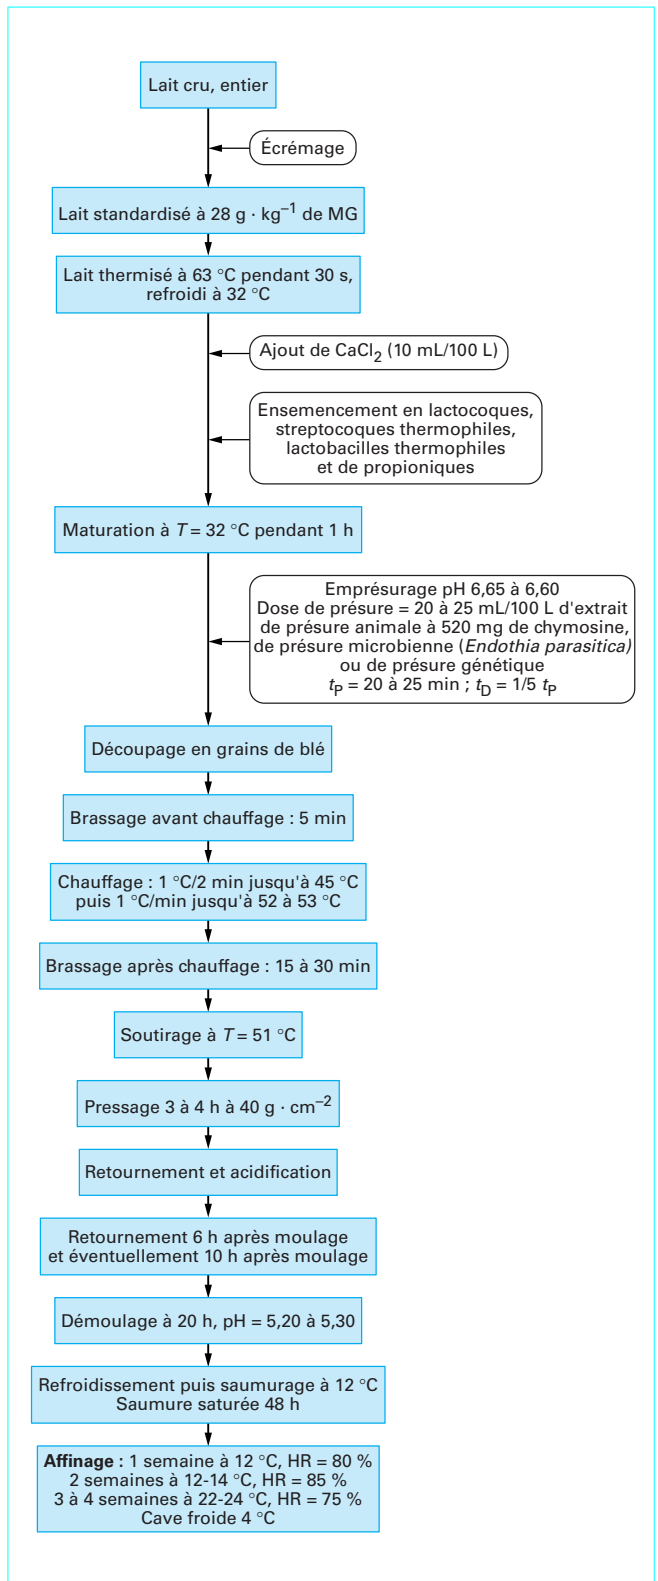 Lait cru, entier
Écrémage
Lait standardisé à 28 g · kg⁻¹ de MG
Lait thermisé à 63 °C pendant 30 s,
refroidi à 32 °C
Ajout de CaCl₂ (10 mL/100 L)
Ensemencement en lactocoques,
streptocoques thermophiles,
lactobacilles thermophiles
et de propioniques
Maturation à T = 32 °C pendant 1 h
Emprésurage pH 6,65 à 6,60
Dose de présure = 20 à 25 mL/100 L d'extrait
de présure animale à 520 mg de chymosine,
de présure microbienne (Endothia parasitica)
ou de présure génétique
t_P = 20 à 25 min ; t_D = 1/5 t_P
Découpage en grains de blé
Brassage avant chauffage : 5 min
Chauffage : 1 °C/2 min jusqu'à 45 °C
puis 1 °C/min jusqu'à 52 à 53 °C
Brassage après chauffage : 15 à 30 min
Soutirage à T = 51 °C
Pressage 3 à 4 h à 40 g · cm⁻²
Retournement et acidification
Retournement 6 h après moulage
et éventuellement 10 h après moulage
Démoulage à 20 h, pH = 5,20 à 5,30
Refroidissement puis saumurage à 12 °C
Saumure saturée 48 h
Affinage : 1 semaine à 12 °C, HR = 80 %
2 semaines à 12-14 °C, HR = 85 %
3 à 4 semaines à 22-24 °C, HR = 75 %
Cave froide 4 °C